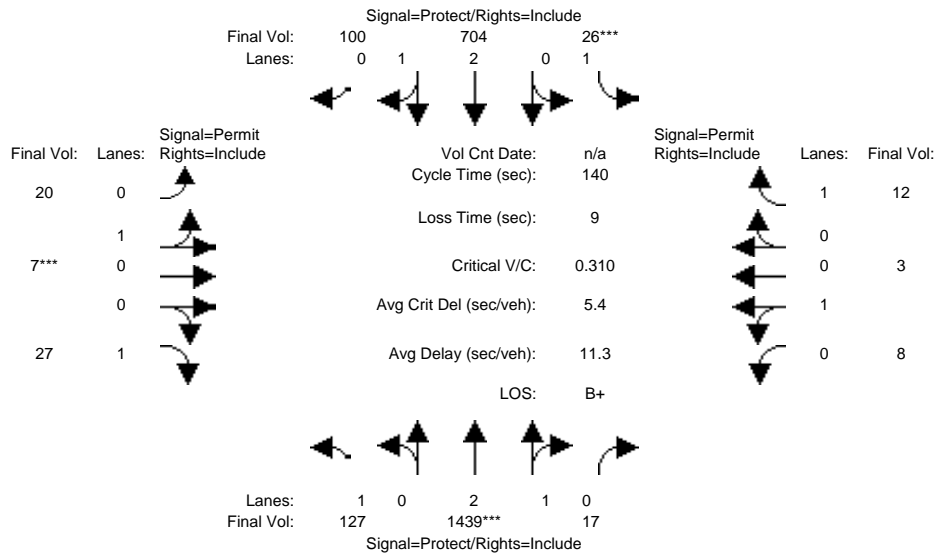 Signal=Protect/Rights=Include
Final Vol: 100 704 26***
Lanes: 0 1 2 0 1
Signal=Permit Signal=Permit
Final Vol: Lanes: Rights=Include Vol Cnt Date: n/a Rights=Include Lanes: Final Vol:
Cycle Time (sec): 140
20 0 1 12
Loss Time (sec): 9
1 0
7*** 0 Critical V/C: 0.310 0 3
0 Avg Crit Del (sec/veh): 5.4 1
27 1 Avg Delay (sec/veh): 11.3 0 8
LOS: B+
Lanes: 1 0 2 1 0
Final Vol: 127 1439*** 17
Signal=Protect/Rights=Include